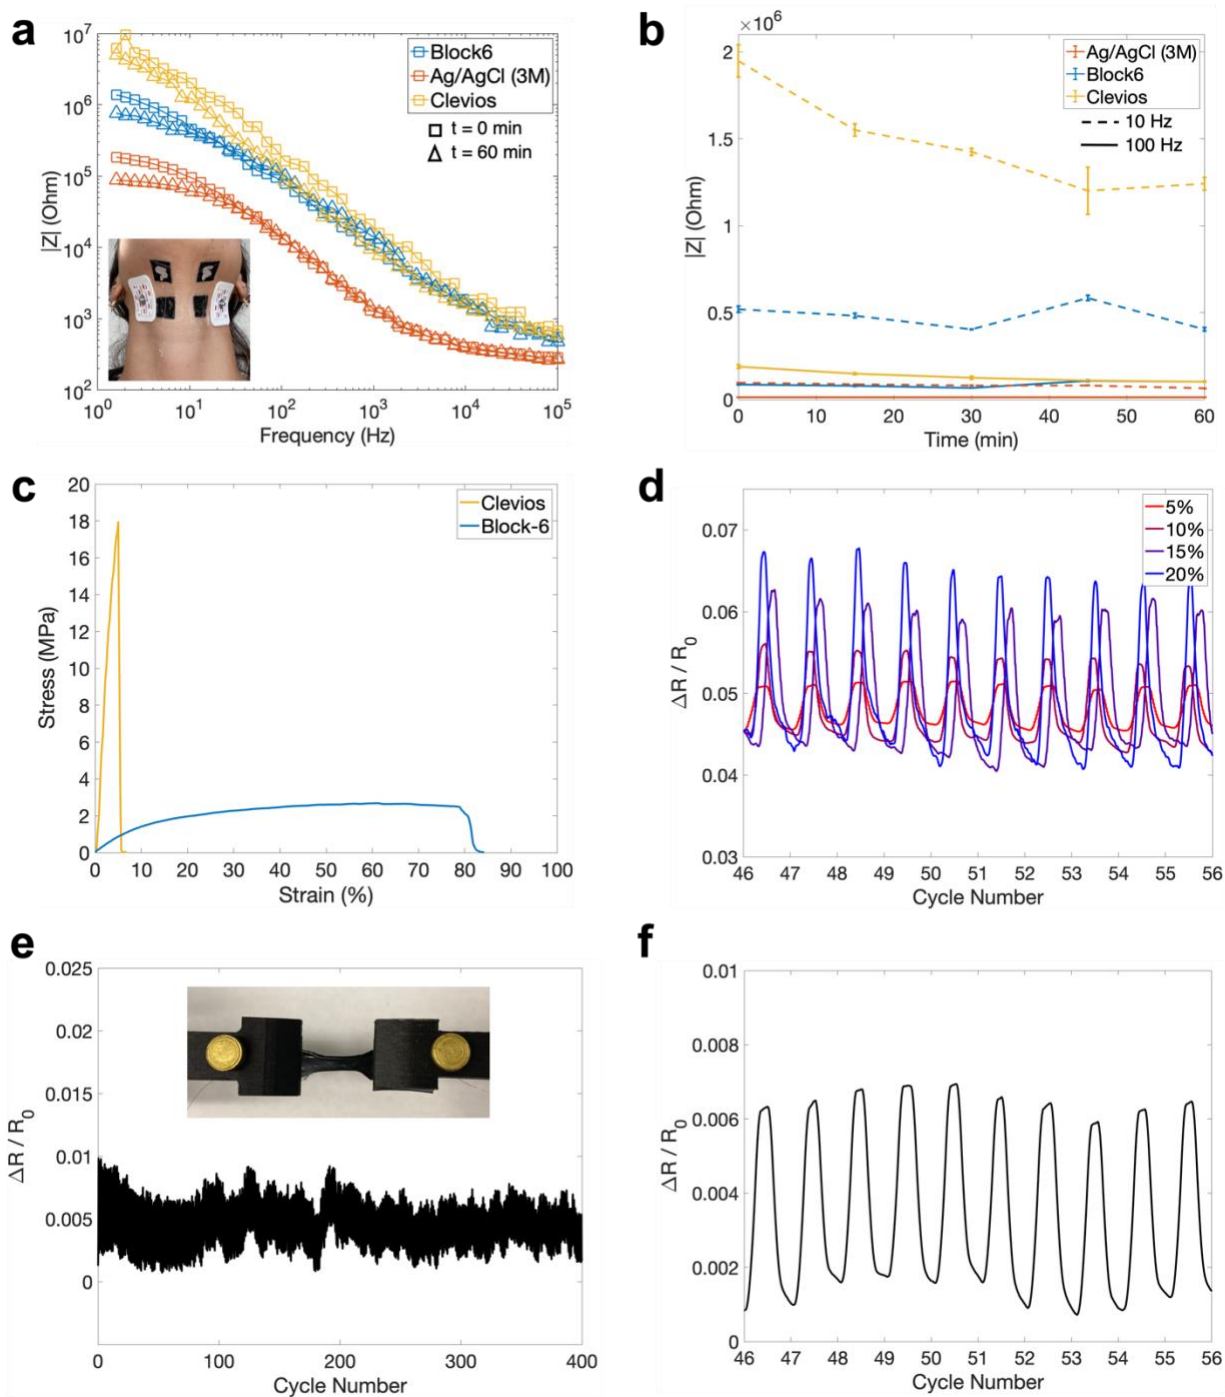 a
10^7
10^6
10^5
10^4
10^3
10^2
|Z| (Ohm)
10^0 10^1 10^2 10^3 10^4 10^5
Frequency (Hz)
Block6
Ag/AgCl (3M)
Clevios
t = 0 min
t = 60 min
b
×10^6
2
1.5
1
0.5
0
|Z| (Ohm)
0 10 20 30 40 50 60
Time (min)
Ag/AgCl (3M)
Block6
Clevios
10 Hz
100 Hz
c
20
18
16
14
12
10
8
6
4
2
0
Stress (MPa)
0 10 20 30 40 50 60 70 80 90 100
Strain (%)
Clevios
Block-6
d
0.07
0.06
0.05
0.04
0.03
ΔR / R_0
46 47 48 49 50 51 52 53 54 55 56
Cycle Number
5%
10%
15%
20%
e
0.025
0.02
0.015
0.01
0.005
0
ΔR / R_0
0 100 200 300 400
Cycle Number
f
0.01
0.008
0.006
0.004
0.002
0
ΔR / R_0
46 47 48 49 50 51 52 53 54 55 56
Cycle Number